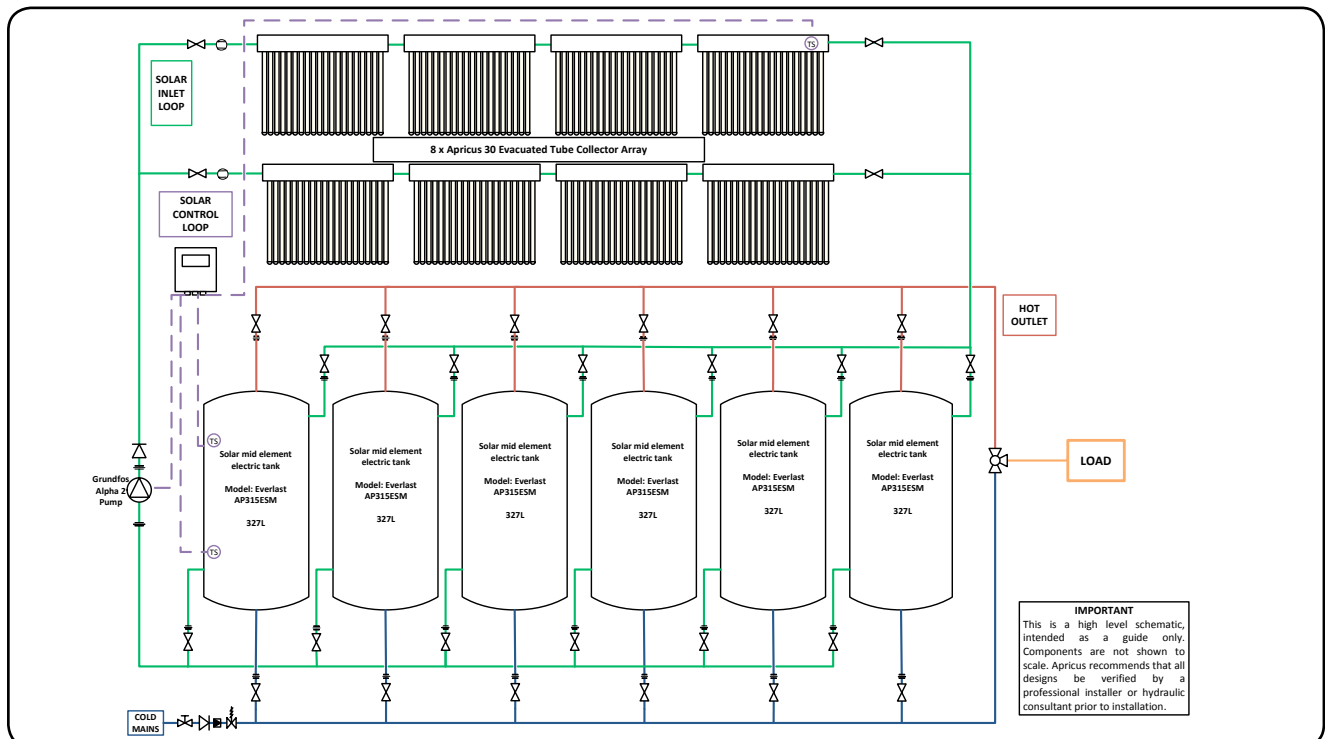 SOLAR
INLET
LOOP
TS
8 x Apricus 30 Evacuated Tube Collector Array
SOLAR
CONTROL
LOOP
HOT
OUTLET
TS
Solar mid element
electric tank
Model: Everlast
AP315ESM
327L
TS
Solar mid element
electric tank
Model: Everlast
AP315ESM
327L
Solar mid element
electric tank
Model: Everlast
AP315ESM
327L
Solar mid element
electric tank
Model: Everlast
AP315ESM
327L
Solar mid element
electric tank
Model: Everlast
AP315ESM
327L
Solar mid element
electric tank
Model: Everlast
AP315ESM
327L
Grundfos
Alpha 2
Pump
LOAD
IMPORTANT
This is a high level schematic,
intended as a guide only.
Components are not shown to
scale. Apricus recommends that all
designs be verified by a
professional installer or hydraulic
consultant prior to installation.
COLD
MAINS